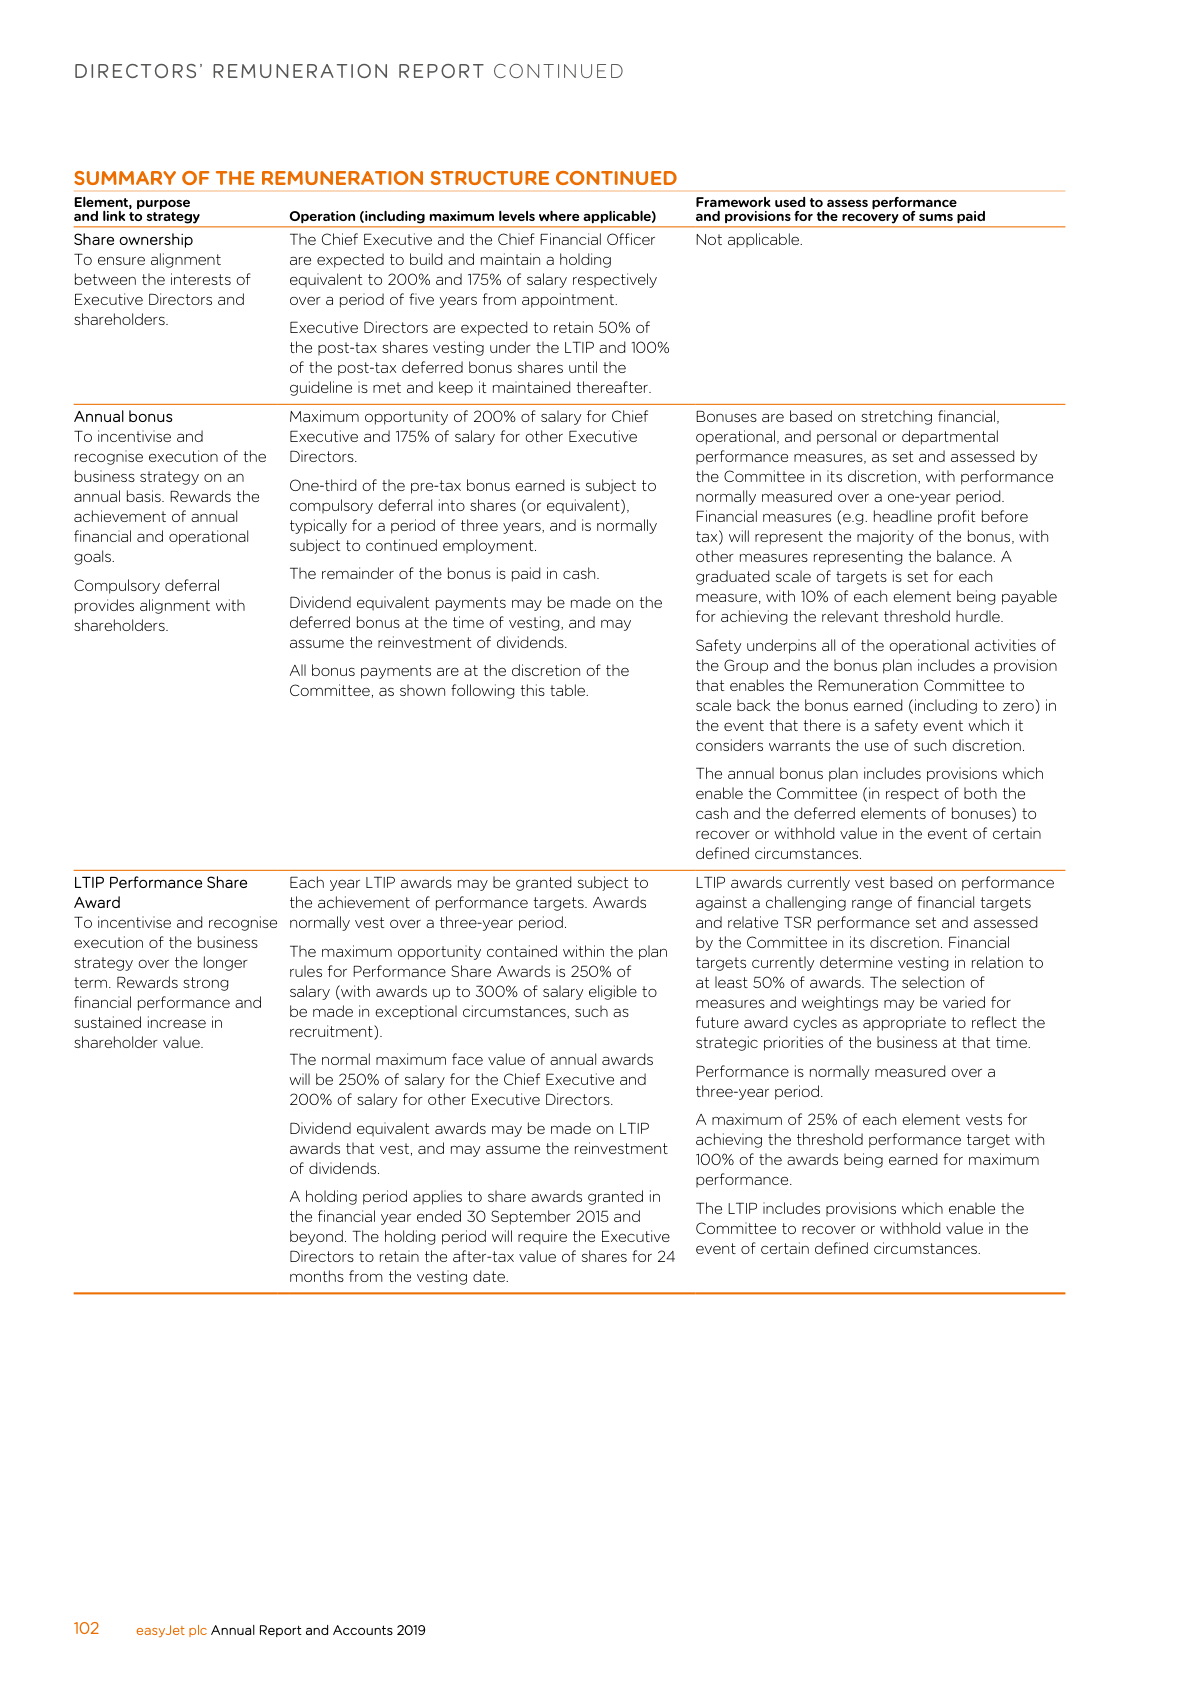 DIRECTORS' REMUNERATION REPORT CONTINUED
SUMMARY OF THE REMUNERATION STRUCTURE CONTINUED
Element, purpose
and link to strategy
Operation (including maximum levels where applicable)
Framework used to assess performance
and provisions for the recovery of sums paid
Share ownership
To ensure alignment
between the interests of
Executive Directors and
shareholders.
The Chief Executive and the Chief Financial Officer
are expected to build and maintain a holding
equivalent to 200% and 175% of salary respectively
over a period of five years from appointment.
Executive Directors are expected to retain 50% of
the post-tax shares vesting under the LTIP and 100%
of the post-tax deferred bonus shares until the
guideline is met and keep it maintained thereafter.
Not applicable.
Annual bonus
To incentivise and
recognise execution of the
business strategy on an
annual basis. Rewards the
achievement of annual
financial and operational
goals.
Compulsory deferral
provides alignment with
shareholders.
Maximum opportunity of 200% of salary for Chief
Executive and 175% of salary for other Executive
Directors.
One-third of the pre-tax bonus earned is subject to
compulsory deferral into shares (or equivalent),
typically for a period of three years, and is normally
subject to continued employment.
The remainder of the bonus is paid in cash.
Dividend equivalent payments may be made on the
deferred bonus at the time of vesting, and may
assume the reinvestment of dividends.
All bonus payments are at the discretion of the
Committee, as shown following this table.
Bonuses are based on stretching financial,
operational, and personal or departmental
performance measures, as set and assessed by
the Committee in its discretion, with performance
normally measured over a one-year period.
Financial measures (e.g. headline profit before
tax) will represent the majority of the bonus, with
other measures representing the balance. A
graduated scale of targets is set for each
measure, with 10% of each element being payable
for achieving the relevant threshold hurdle.
Safety underpins all of the operational activities of
the Group and the bonus plan includes a provision
that enables the Remuneration Committee to
scale back the bonus earned (including to zero) in
the event that there is a safety event which it
considers warrants the use of such discretion.
The annual bonus plan includes provisions which
enable the Committee (in respect of both the
cash and the deferred elements of bonuses) to
recover or withhold value in the event of certain
defined circumstances.
LTIP Performance Share
Award
To incentivise and recognise
execution of the business
strategy over the longer
term. Rewards strong
financial performance and
sustained increase in
shareholder value.
Each year LTIP awards may be granted subject to
the achievement of performance targets. Awards
normally vest over a three-year period.
The maximum opportunity contained within the plan
rules for Performance Share Awards is 250% of
salary (with awards up to 300% of salary eligible to
be made in exceptional circumstances, such as
recruitment).
The normal maximum face value of annual awards
will be 250% of salary for the Chief Executive and
200% of salary for other Executive Directors.
Dividend equivalent awards may be made on LTIP
awards that vest, and may assume the reinvestment
of dividends.
A holding period applies to share awards granted in
the financial year ended 30 September 2015 and
beyond. The holding period will require the Executive
Directors to retain the after-tax value of shares for 24
months from the vesting date.
LTIP awards currently vest based on performance
against a challenging range of financial targets
and relative TSR performance set and assessed
by the Committee in its discretion. Financial
targets currently determine vesting in relation to
at least 50% of awards. The selection of
measures and weightings may be varied for
future award cycles as appropriate to reflect the
strategic priorities of the business at that time.
Performance is normally measured over a
three-year period.
A maximum of 25% of each element vests for
achieving the threshold performance target with
100% of the awards being earned for maximum
performance.
The LTIP includes provisions which enable the
Committee to recover or withhold value in the
event of certain defined circumstances.
102 easyJet plc Annual Report and Accounts 2019